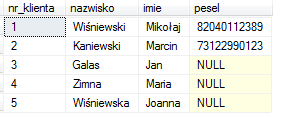 nr_klienta nazwisko imie pesel
1 Wiśniewski Mikołaj 82040112389
2 Kaniewski Marcin 73122990123
3 Galas Jan NULL
4 Zimna Maria NULL
5 Wiśniewska Joanna NULL